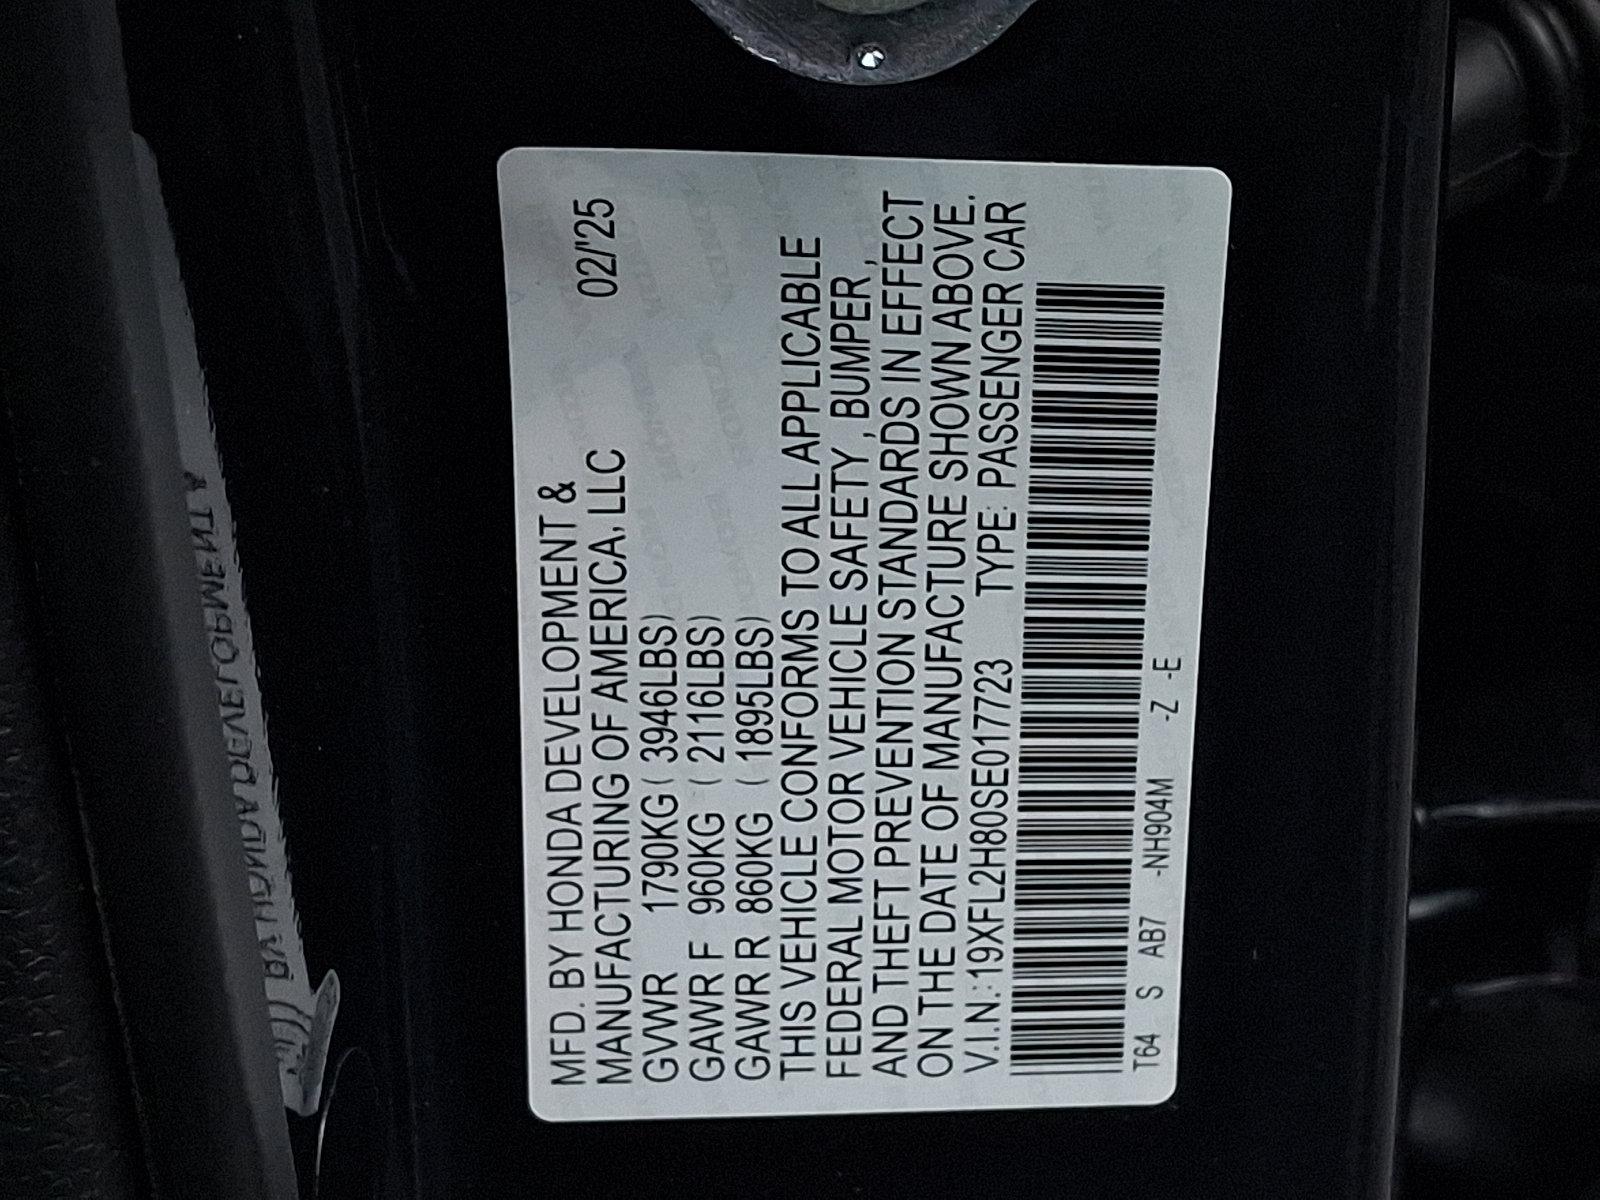 MFD. BY HONDA DEVELOPMENT &
MANUFACTURING OF AMERICA, LLC 02/'25
GVWR 1790KG ( 3946LBS)
GAWR F 960KG ( 2116LBS)
GAWR R 860KG ( 1895LBS)
THIS VEHICLE CONFORMS TO ALL APPLICABLE
FEDERAL MOTOR VEHICLE SAFETY, BUMPER,
AND THEFT PREVENTION STANDARDS IN EFFECT
ON THE DATE OF MANUFACTURE SHOWN ABOVE.
V.I.N.:19XFL2H80SE017723 TYPE: PASSENGER CAR
T64 S AB7 -NH904M -Z -E